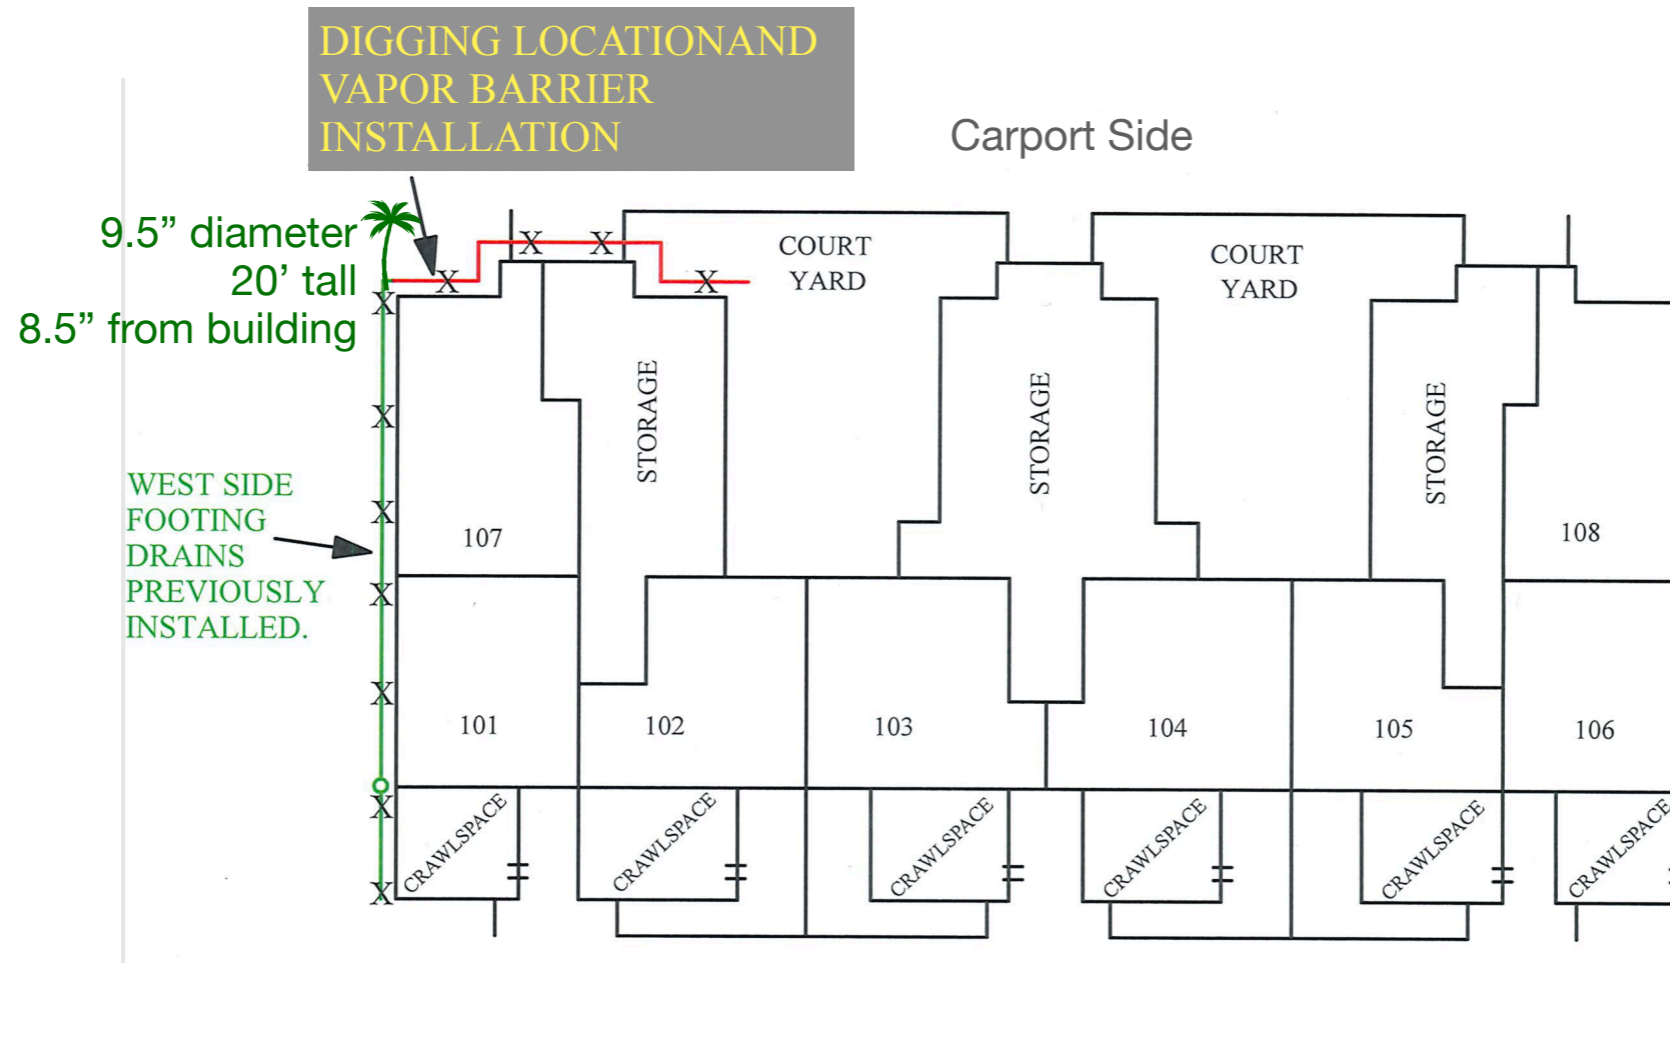 DIGGING LOCATIONAND
VAPOR BARRIER
INSTALLATION
Carport Side
9.5” diameter
20’ tall
8.5” from building
X
X
X
X
X
COURT
YARD
COURT
YARD
STORAGE
STORAGE
STORAGE
X
X
WEST SIDE
FOOTING
DRAINS
PREVIOUSLY
INSTALLED.
107
108
X
X
101
102
103
104
105
106
X
X
CRAWLSPACE
CRAWLSPACE
CRAWLSPACE
CRAWLSPACE
CRAWLSPACE
CRAWLSPACE